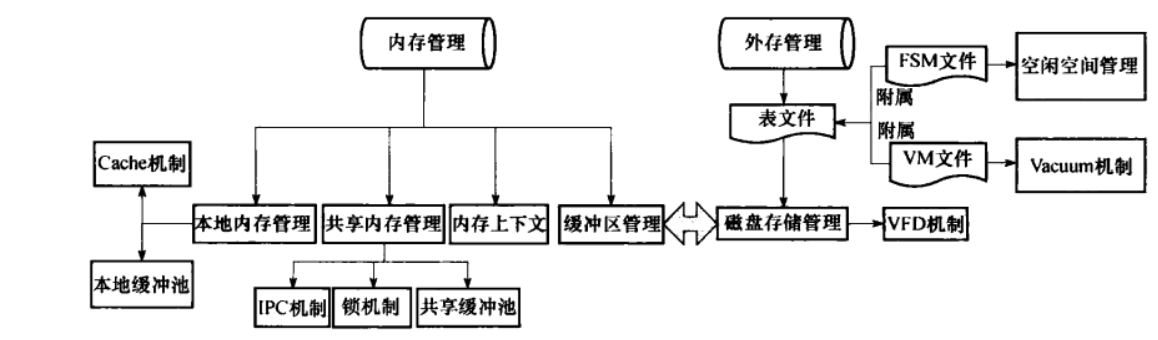 内存管理
外存管理
FSM文件
空闲空间管理
附属
表文件
附属
Cache机制
VM文件
Vacuum机制
本地内存管理
共享内存管理
内存上下文
缓冲区管理
磁盘存储管理
VFD机制
本地缓冲池
IPC机制
锁机制
共享缓冲池